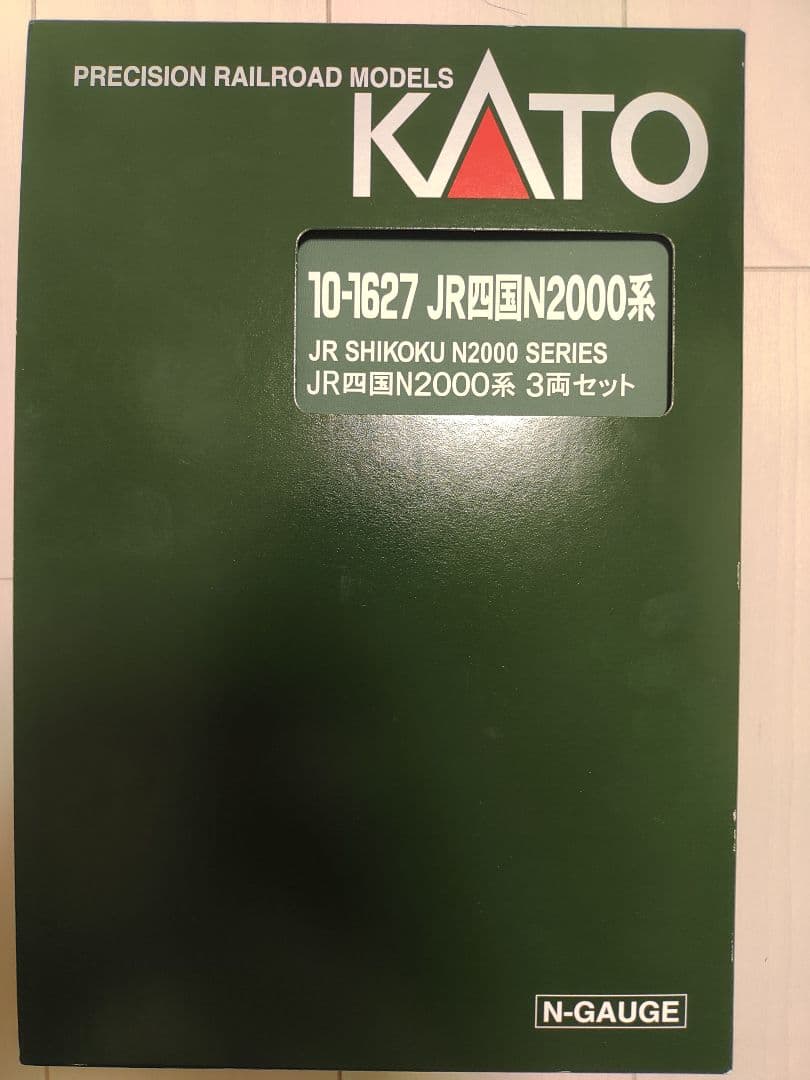 PRECISION RAILROAD MODELS
KATO
10-1627 JR四国N2000系
JR SHIKOKU N2000 SERIES
JR四国N2000系 3両セット
N-GAUGE